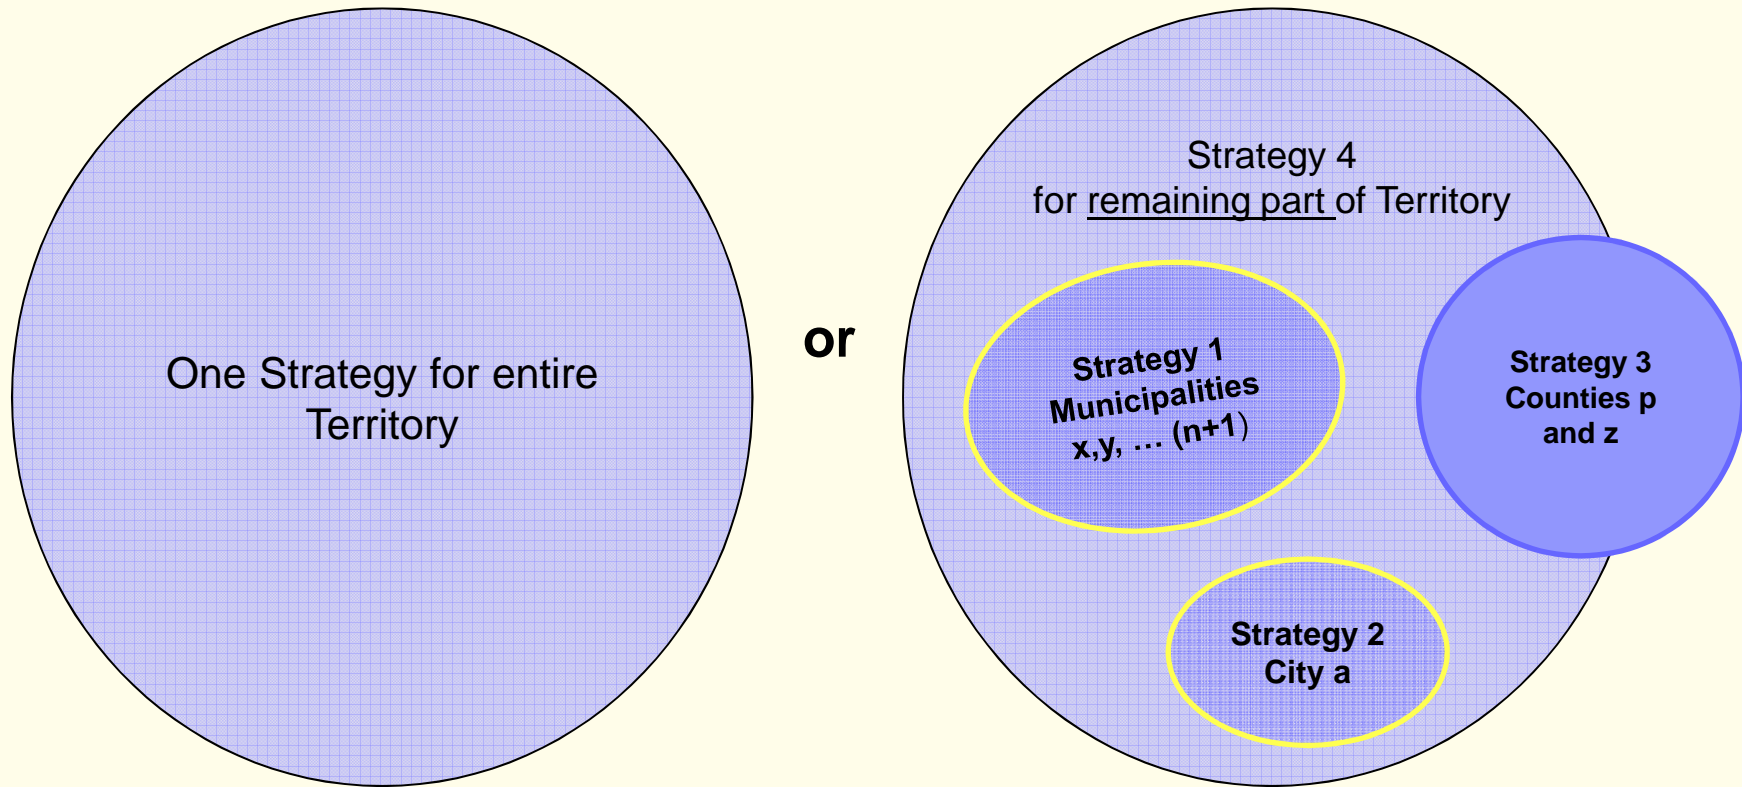 One Strategy for entire
Territory
or
Strategy 4
for remaining part of Territory
Strategy 1
Municipalities
x,y, … (n+1)
Strategy 3
Counties p
and z
Strategy 2
City a